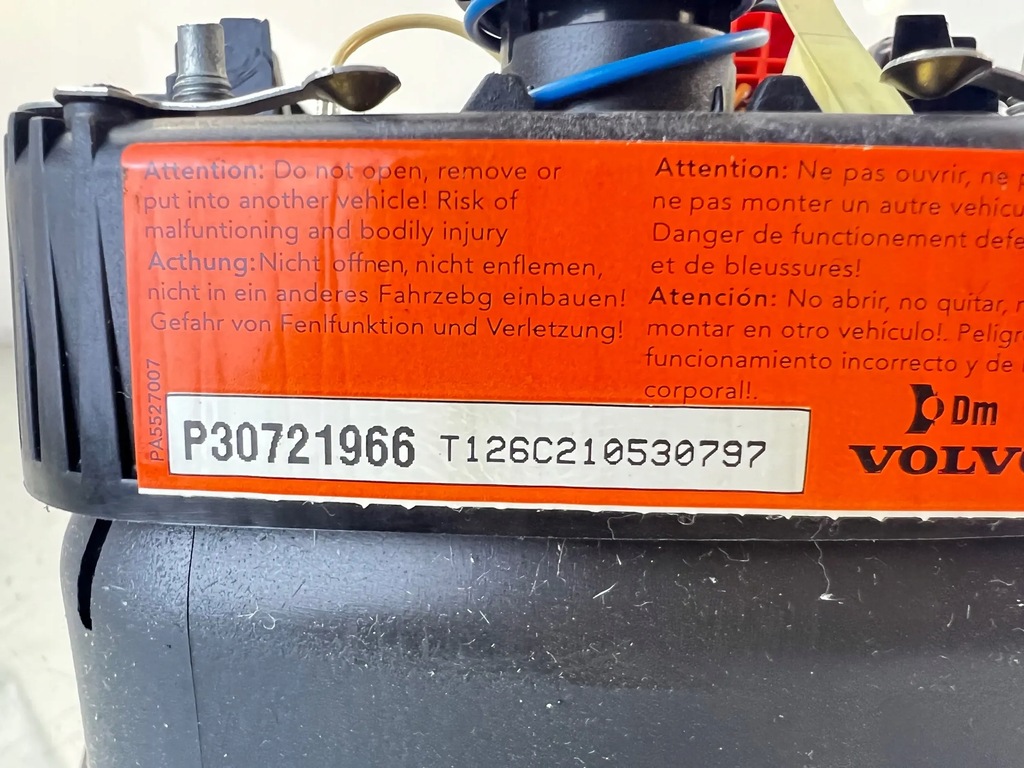 Attention: Do not open, remove or
put into another vehicle! Risk of
malfuntioning and bodily injury
Acthung: Nicht offnen, nicht enflemen,
nicht in ein anderes Fahrzebg einbauen!
Gefahr von Fenlfunktion und Verletzung!
Attention: Ne pas ouvrir, ne
ne pas monter un autre vehicu
Danger de functionement defe
et de bleussures!
Atención: No abrir, no quitar,
montar en otro vehículo!. Peligr
funcionamiento incorrecto y de
corporal!.
PA5527007
P30721966 T126C210530797
Dm
VOLVO